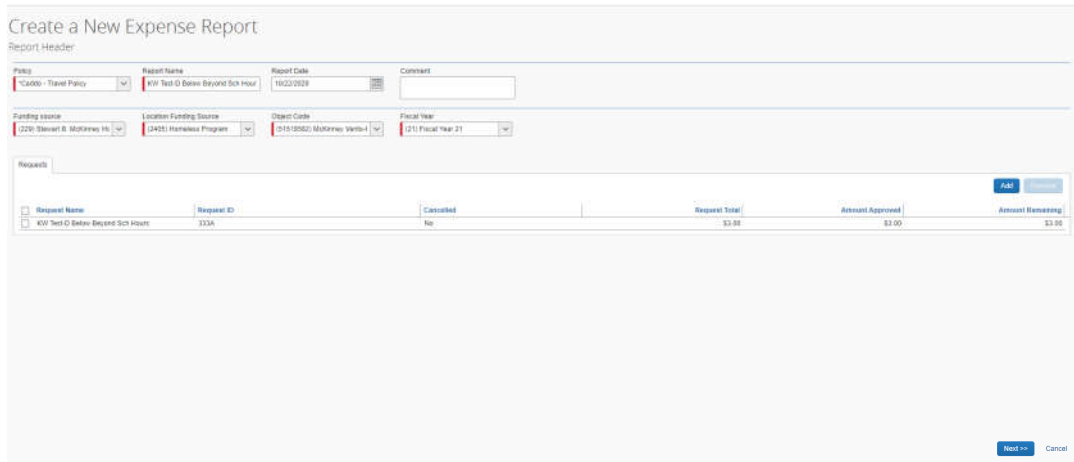 Create a New Expense Report
Report Header
Policy Report Name Report Date Comment
*Caddo - Travel Policy KW Test-D Below Beyond Sch Hour 10/22/2020
Funding source Location Funding Source Object Code Fiscal Year
(229) Stewart B. McKinney Ho (2405) Homeless Program McKinney Vento-I (21) Fiscal Year 21
Requests
Add Remove
Request Name Request ID Cancelled Request Total Amount Approved Amount Remaining
KW Test-D Below Beyond Sch Hours 333A No $3.00 $3.00 $3.00
Next >> Cancel